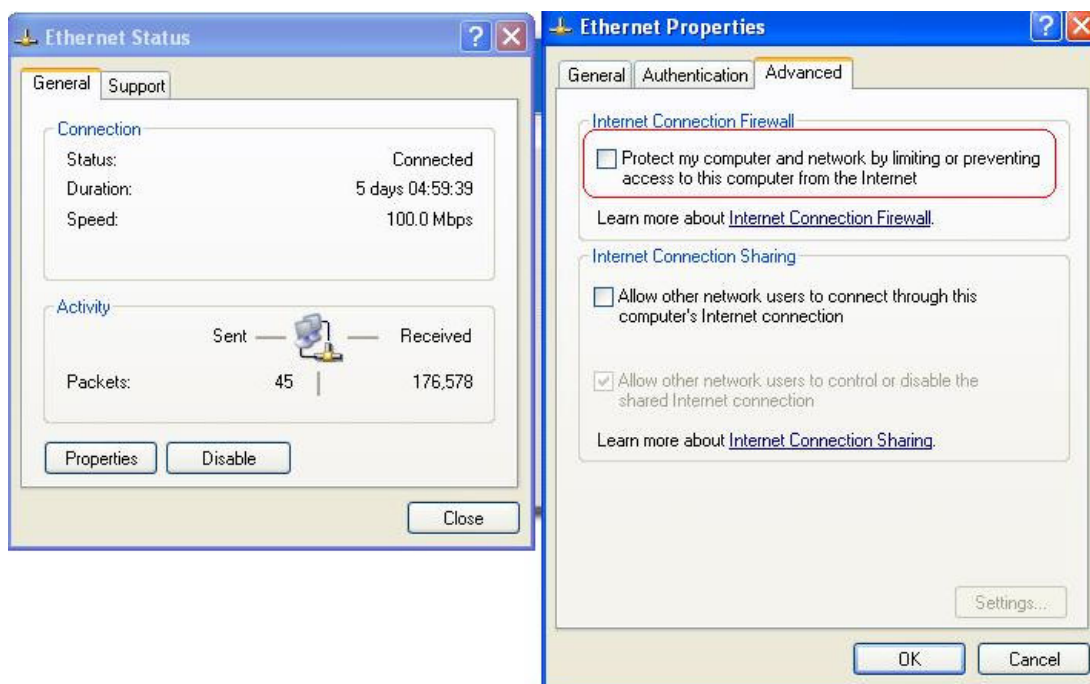 Ethernet Status
General Support
Connection
Status: Connected
Duration: 5 days 04:59:39
Speed: 100.0 Mbps
Activity
Sent Received
Packets: 45 176,578
Properties Disable
Close
Ethernet Properties
General Authentication Advanced
Internet Connection Firewall
Protect my computer and network by limiting or preventing
access to this computer from the Internet
Learn more about Internet Connection Firewall.
Internet Connection Sharing
Allow other network users to connect through this
computer's Internet connection
Allow other network users to control or disable the
shared Internet connection
Learn more about Internet Connection Sharing.
Settings...
OK Cancel